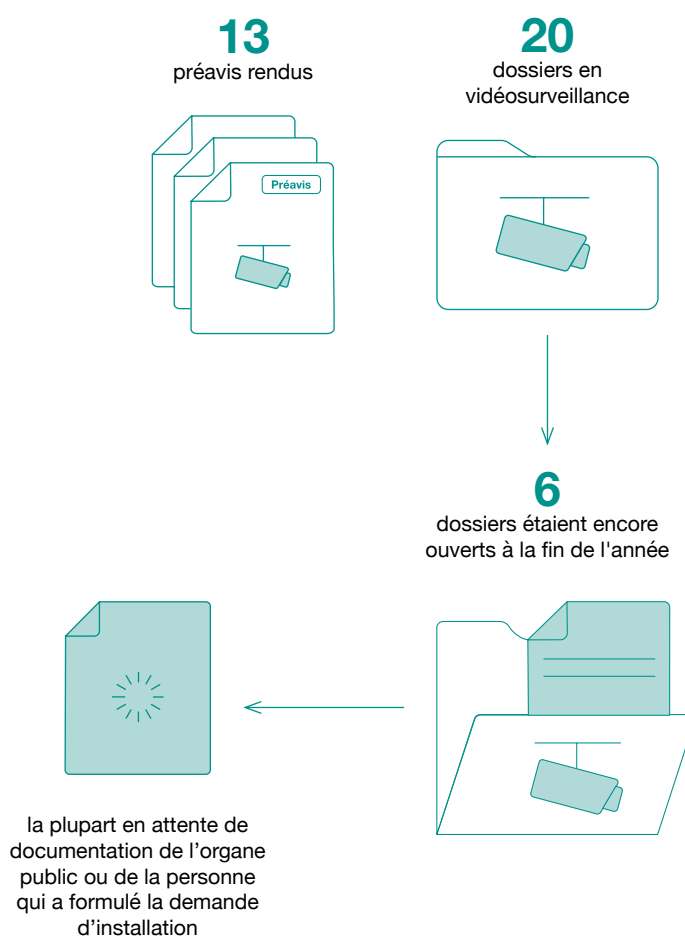 13
préavis rendus
Préavis
20
dossiers en
vidéosurveillance
6
dossiers étaient encore
ouverts à la fin de l'année
la plupart en attente de
documentation de l’organe
public ou de la personne
qui a formulé la demande
d’installation